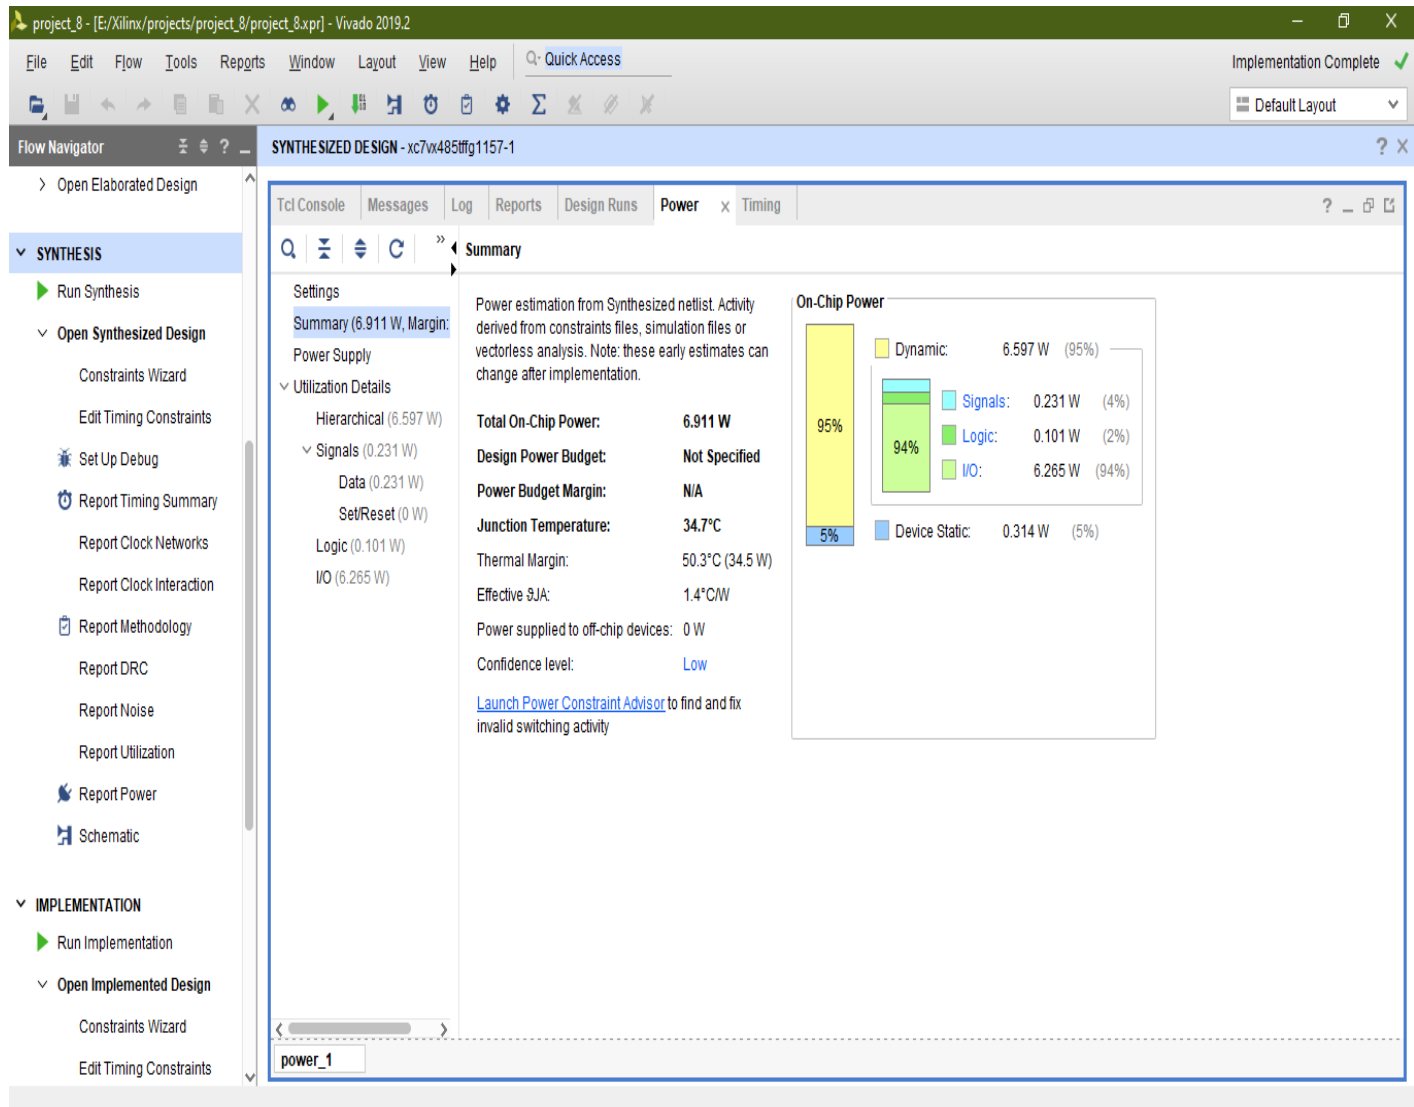 project_8 - [E:/Xilinx/projects/project_8/project_8.xpr] - Vivado 2019.2
File Edit Flow Tools Reports Window Layout View Help Quick Access
Implementation Complete
Default Layout
Flow Navigator
SYNTHESIZED DESIGN - xc7vx485tffg1157-1
Open Elaborated Design
SYNTHESIS
Run Synthesis
Open Synthesized Design
Constraints Wizard
Edit Timing Constraints
Set Up Debug
Report Timing Summary
Report Clock Networks
Report Clock Interaction
Report Methodology
Report DRC
Report Noise
Report Utilization
Report Power
Schematic
IMPLEMENTATION
Run Implementation
Open Implemented Design
Constraints Wizard
Edit Timing Constraints
Tcl Console Messages Log Reports Design Runs Power Timing
Settings
Summary (6.911 W, Margin:
Power Supply
Utilization Details
Hierarchical (6.597 W)
Signals (0.231 W)
Data (0.231 W)
Set/Reset (0 W)
Logic (0.101 W)
I/O (6.265 W)
power_1
Summary
Power estimation from Synthesized netlist. Activity
derived from constraints files, simulation files or
vectorless analysis. Note: these early estimates can
change after implementation.
Total On-Chip Power: 6.911 W
Design Power Budget: Not Specified
Power Budget Margin: N/A
Junction Temperature: 34.7°C
Thermal Margin: 50.3°C (34.5 W)
Effective ϑJA: 1.4°C/W
Power supplied to off-chip devices: 0 W
Confidence level: Low
Launch Power Constraint Advisor to find and fix
invalid switching activity
On-Chip Power
95%
5%
Dynamic: 6.597 W (95%)
94%
Signals: 0.231 W (4%)
Logic: 0.101 W (2%)
I/O: 6.265 W (94%)
Device Static: 0.314 W (5%)